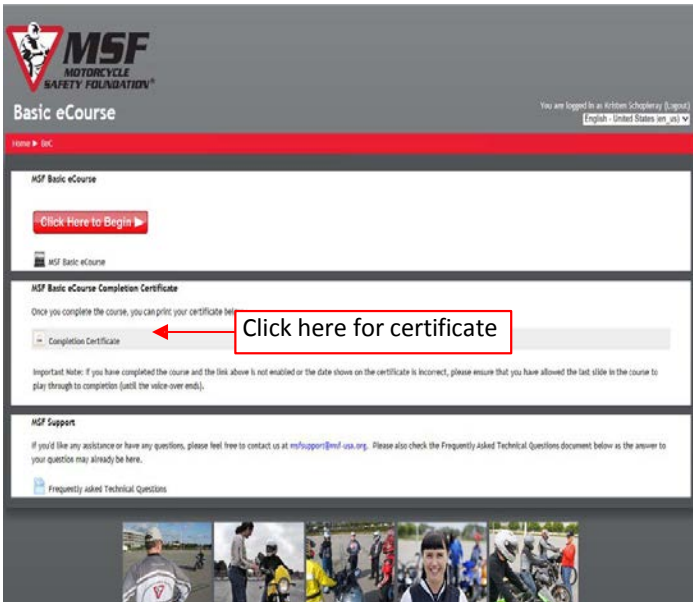 MSF
MOTORCYCLE
SAFETY FOUNDATION®
Basic eCourse
You are logged in as Kristen Schopieray (Logout)
English - United States (en_us)
Home ► BeC
MSF Basic eCourse
Click Here to Begin ►
MSF Basic eCourse
MSF Basic eCourse Completion Certificate
Once you complete the course, you can print your certificate below
Click here for certificate
Completion Certificate
Important Note: If you have completed the course and the link above is not enabled or the date shows on the certificate is incorrect, please ensure that you have allowed the last slide in the course to
play through to completion (until the voice-over ends).
MSF Support
If you'd like any assistance or have any questions, please feel free to contact us at msfsupport@msf-usa.org. Please also check the Frequently Asked Technical Questions document below as the answer to
your question may already be here.
Frequently Asked Technical Questions